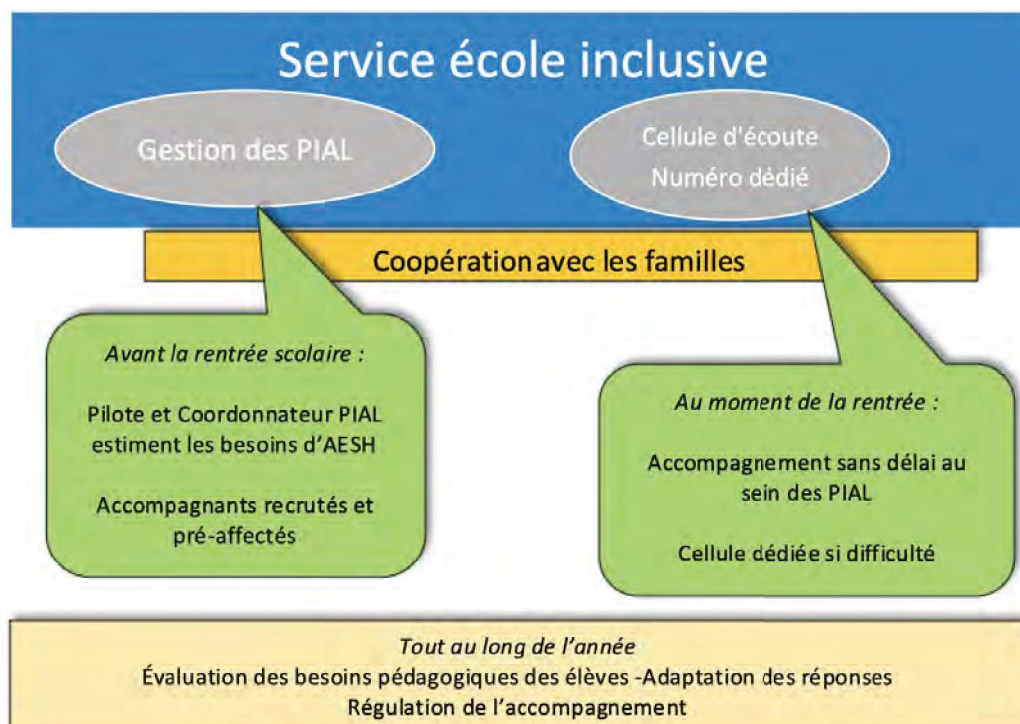 Service école inclusive
Gestion des PIAL
Cellule d'écoute
Numéro dédié
Coopération avec les familles
Avant la rentrée scolaire :
Pilote et Coordonnateur PIAL
estiment les besoins d'AESH
Accompagnants recrutés et
pré-affectés
Au moment de la rentrée :
Accompagnement sans délai au
sein des PIAL
Cellule dédiée si difficulté
Tout au long de l'année
Évaluation des besoins pédagogiques des élèves -Adaptation des réponses
Régulation de l'accompagnement